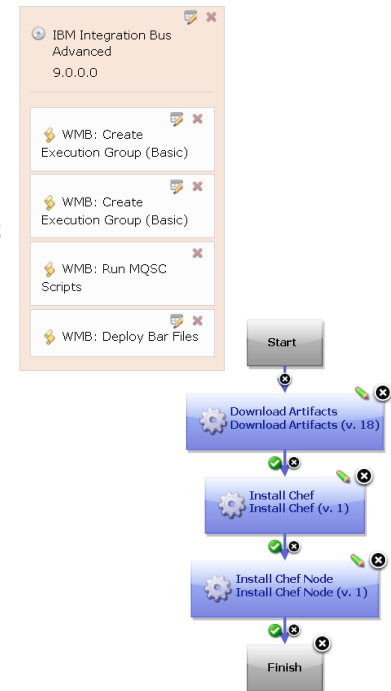 IBM Integration Bus
Advanced
9.0.0.0
WMB: Create
Execution Group (Basic)
WMB: Create
Execution Group (Basic)
WMB: Run MQSC
Scripts
WMB: Deploy Bar Files
Start
Download Artifacts
Download Artifacts (v. 18)
Install Chef
Install Chef (v. 1)
Install Chef Node
Install Chef Node (v. 1)
Finish